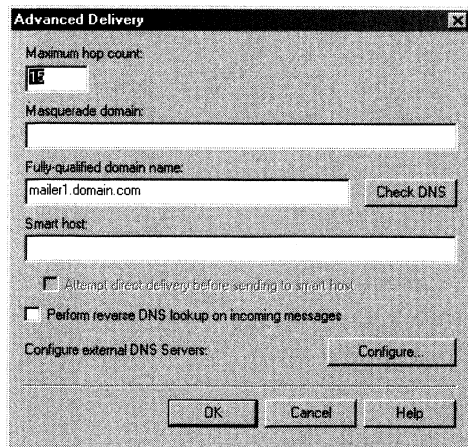 Advanced Delivery
Maximum hop count:
15
Masquerade domain:
Fully-qualified domain name:
mailer1.domain.com
Check DNS
Smart host:
Attempt direct delivery before sending to smart host
Perform reverse DNS lookup on incoming messages
Configure external DNS Servers:
Configure...
OK
Cancel
Help